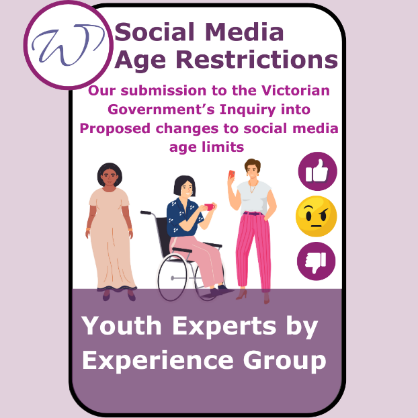 W
Social Media
Age Restrictions
Our submission to the Victorian
Government's Inquiry into
Proposed changes to social media
age limits
Youth Experts by
Experience Group